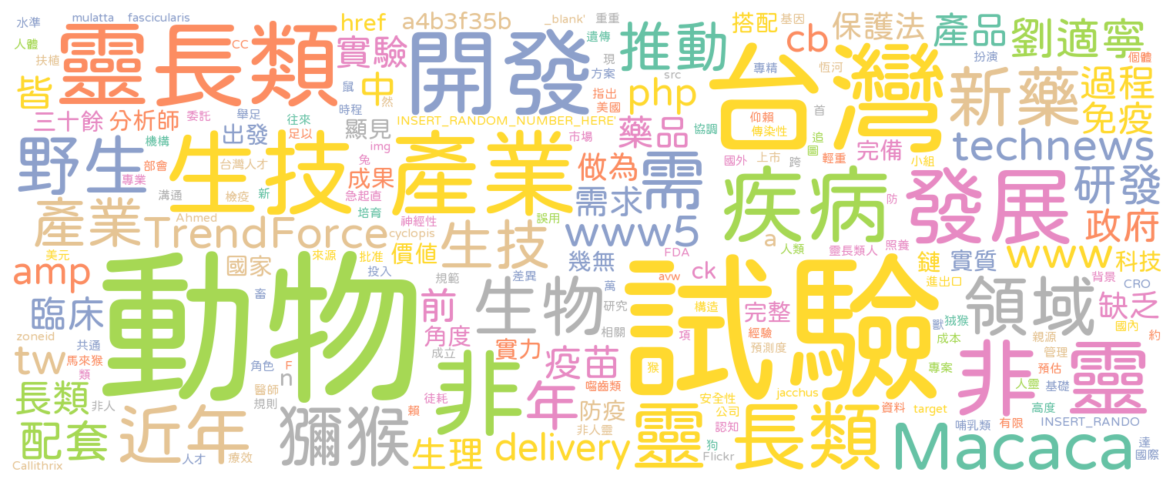 水準 mulatta fascicularis
人體 CC
扶植 靈長類 實驗 href a4b3f35b _blank' 重重 搭配 基因 保護法 產品 劉適寧
開發 推動 遺傳 現 cb 扮演 個體
皆 鼠 中 然 方案 src 專精 恆河
三十餘 分析師 委託 時程 舉足 往來 足以 php 指出 美國 台灣 新藥 過程
INSERT_RANDOM_NUMBER_HERE' 仰賴 傳染性 首 免疫
機構 出發 顯見 img 市場 藥品 協調 追 圖 完備 小組 technews
野生 部會 專業 台灣人才 生技 免 成果 產業 做為 需 國外 上市 跨 輕重
溝通 檢疫 新 急起直 培育 需求 疾病 防 發展 研發
產業 Ahmed TrendForce 神經性 cyclopis 生技 誤用 www5 a 人類 靈長類人 照養 政府
美元 國家 來源 批准 價值 差異 幾無 FDA ck 鏈 實質 www 科技
amp 畜 投入 規範 萬 avw 構造 進出口 背景 CRO
臨床 動物 前 生物 研究 試驗 完整 獸 賊猴 領域 缺乏
zoneid 共通 角度 相關 項 經驗 成本 國內
tw 馬來猴 類 角色 F 成立 實力 預測度 專案 親源 管理 約
n 非 年 疫苗 猴 人靈 預估 基礎 非靈
長類 非人 醫師 規則 賴 徒耗 嚙齒類 安全性 jacchus 資料 target 高度
近年 獼猴 防疫 公司 認知 哺乳類 有限 INSERT_RANDO
配套 人才 療效 生理 delivery 非人靈 靈長類 狗 Flickr Macaca 達
Callithrix 國際